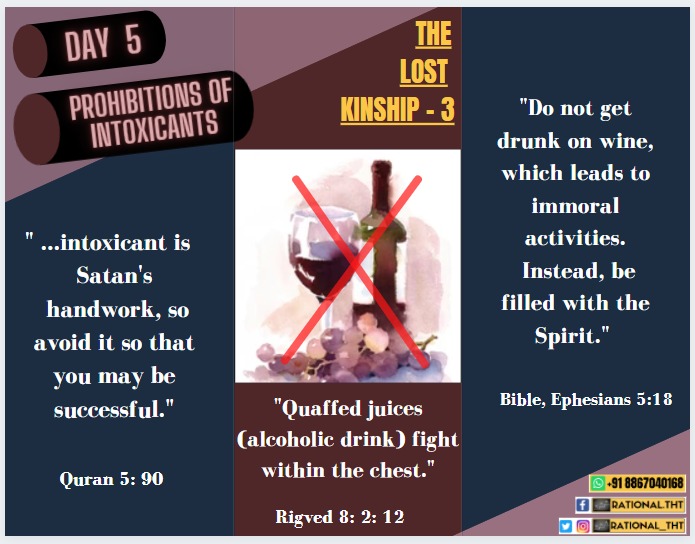 DAY 5
PROHIBITIONS OF
INTOXICANTS
" ...intoxicant is
Satan's
handwork, so
avoid it so that
you may be
successful."
Quran 5: 90
THE
LOST
KINSHIP - 3
"Quaffed juices
(alcoholic drink) fight
within the chest."
Rigved 8: 2: 12
"Do not get
drunk on wine,
which leads to
immoral
activities.
Instead, be
filled with the
Spirit."
Bible, Ephesians 5:18
+91 8867040168
RATIONAL.THT
RATIONAL_THT